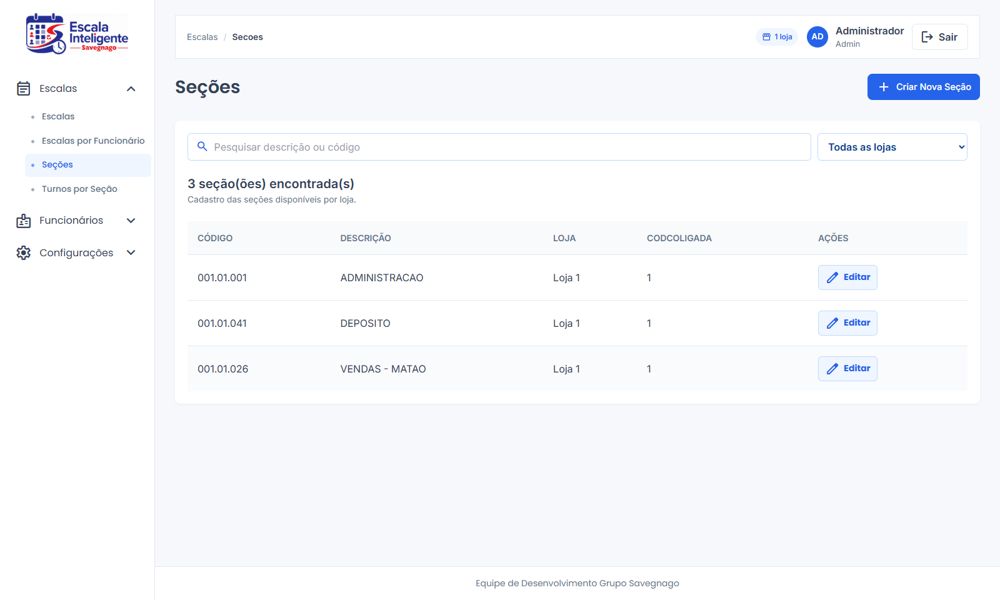 Escala
Inteligente
Savegnago
Escalas
Escalas
Escalas por Funcionário
Seções
Turnos por Seção
Funcionários
Configurações
Escalas / Secoes
1 loja
AD
Administrador
Admin
Sair
Seções
Criar Nova Seção
Pesquisar descrição ou código
Todas as lojas
3 seção(ões) encontrada(s)
Cadastro das seções disponíveis por loja.
CÓDIGO DESCRIÇÃO LOJA CODCOLIGADA AÇÕES
001.01.001 ADMINISTRACAO Loja 1 1 Editar
001.01.041 DEPOSITO Loja 1 1 Editar
001.01.026 VENDAS - MATAO Loja 1 1 Editar
Equipe de Desenvolvimento Grupo Savegnago